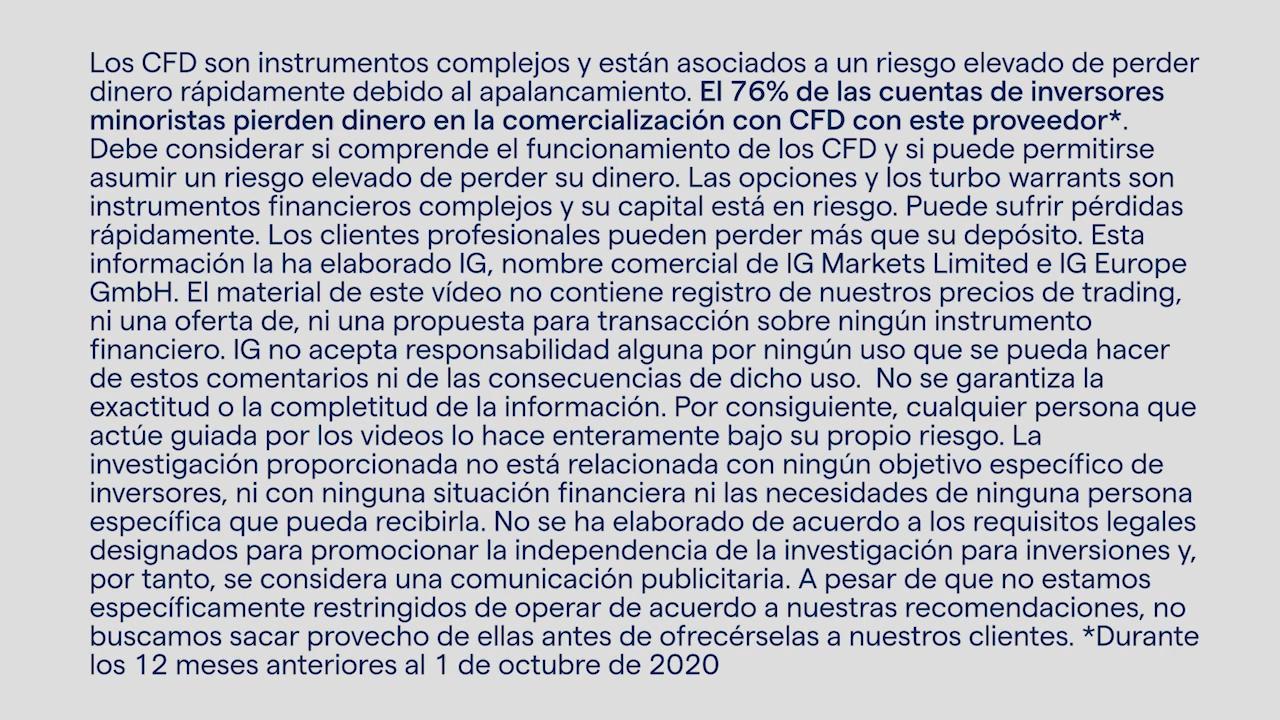 Los CFD son instrumentos complejos y están asociados a un riesgo elevado de perder
dinero rápidamente debido al apalancamiento. El 76% de las cuentas de inversores
minoristas pierden dinero en la comercialización con CFD con este proveedor*.
Debe considerar si comprende el funcionamiento de los CFD y si puede permitirse
asumir un riesgo elevado de perder su dinero. Las opciones y los turbo warrants son
instrumentos financieros complejos y su capital está en riesgo. Puede sufrir pérdidas
rápidamente. Los clientes profesionales pueden perder más que su depósito. Esta
información la ha elaborado IG, nombre comercial de IG Markets Limited e IG Europe
GmbH. El material de este vídeo no contiene registro de nuestros precios de trading,
ni una oferta de, ni una propuesta para transacción sobre ningún instrumento
financiero. IG no acepta responsabilidad alguna por ningún uso que se pueda hacer
de estos comentarios ni de las consecuencias de dicho uso.  No se garantiza la
exactitud o la completitud de la información. Por consiguiente, cualquier persona que
actúe guiada por los videos lo hace enteramente bajo su propio riesgo. La
investigación proporcionada no está relacionada con ningún objetivo específico de
inversores, ni con ninguna situación financiera ni las necesidades de ninguna persona
específica que pueda recibirla. No se ha elaborado de acuerdo a los requisitos legales
designados para promocionar la independencia de la investigación para inversiones y,
por tanto, se considera una comunicación publicitaria. A pesar de que no estamos
específicamente restringidos de operar de acuerdo a nuestras recomendaciones, no
buscamos sacar provecho de ellas antes de ofrecérselas a nuestros clientes. *Durante
los 12 meses anteriores al 1 de octubre de 2020